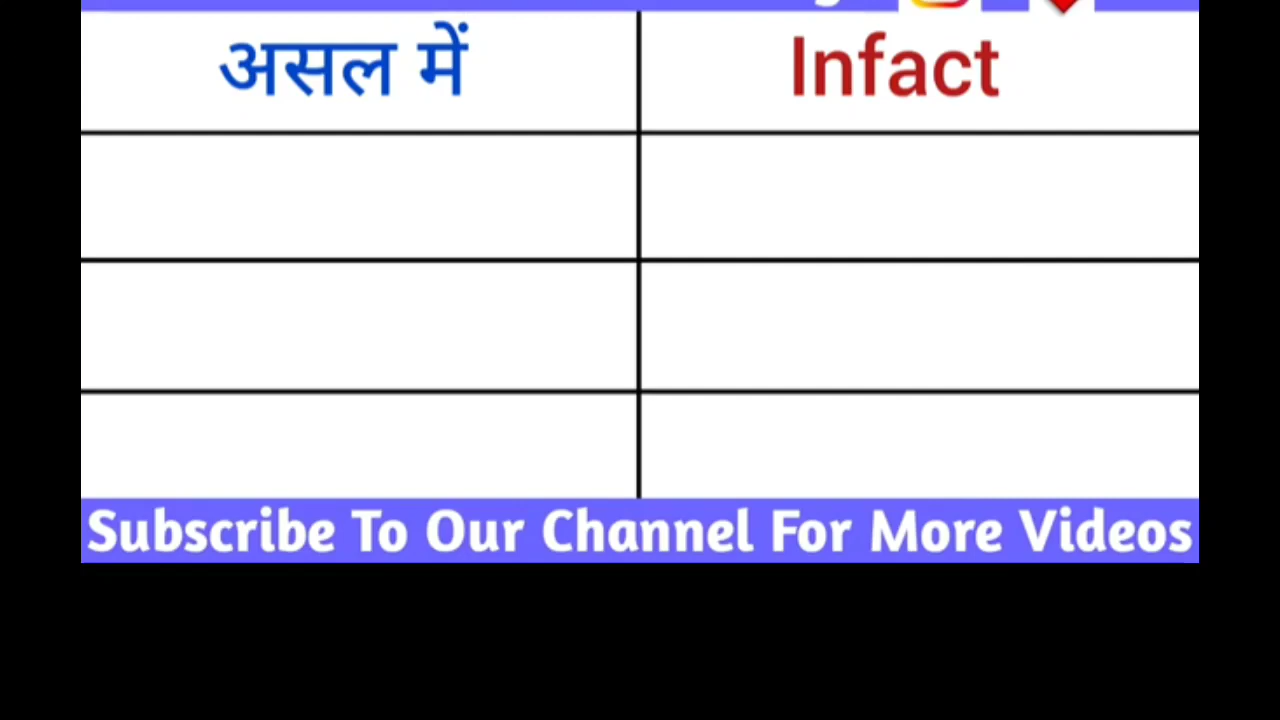 असल में Infact
Subscribe To Our Channel For More Videos